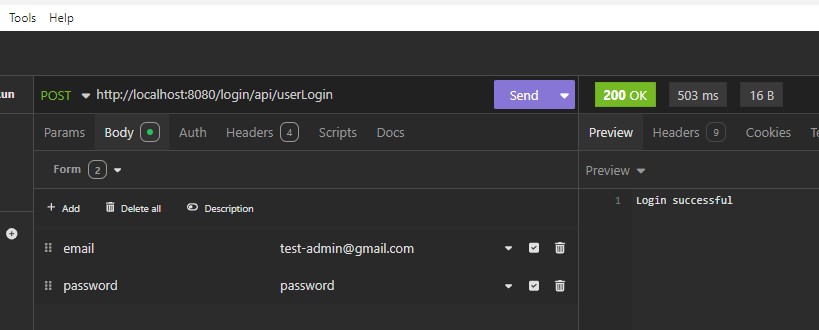 Tools Help
un POST http://localhost:8080/login/api/userLogin Send 200 OK 503 ms 16 B
Params Body Auth Headers 4 Scripts Docs Preview Headers 9 Cookies
Form 2 Preview
+ Add Delete all Description 1 Login successful
email test-admin@gmail.com
password password